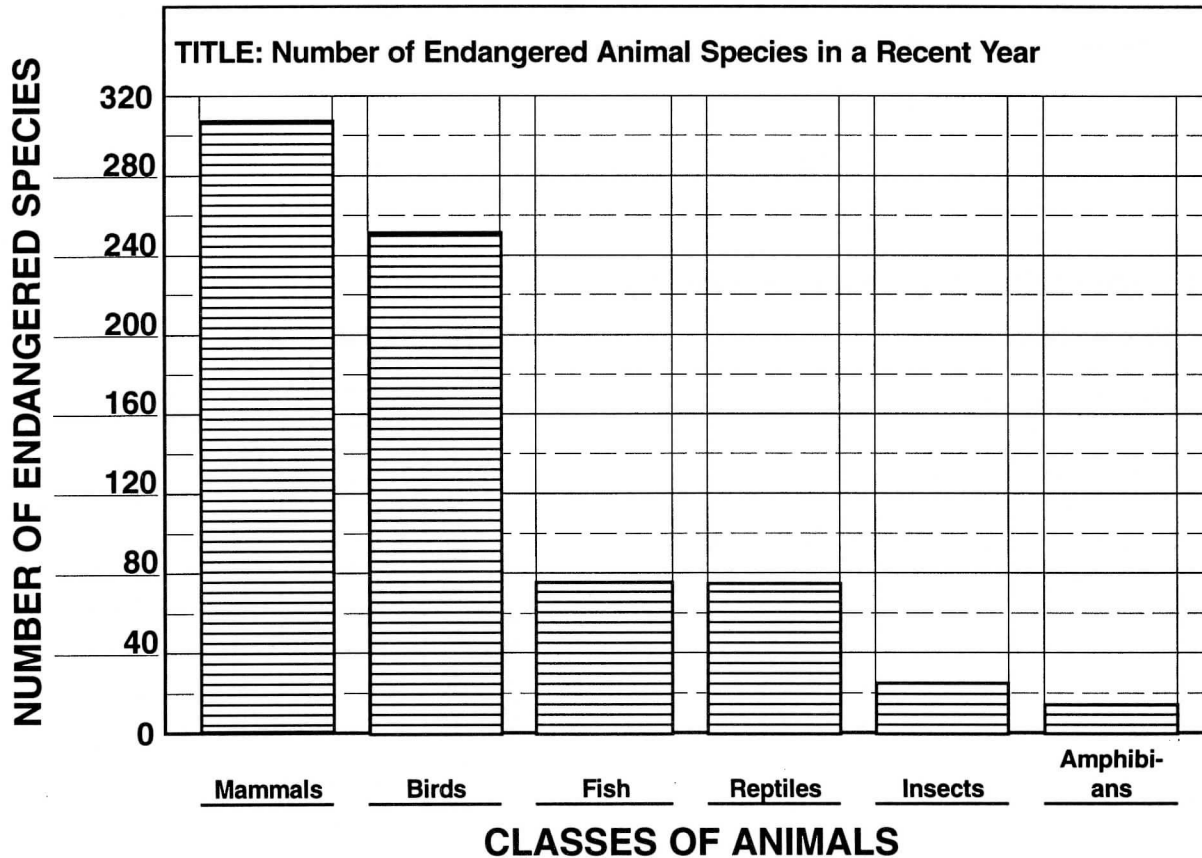 TITLE: Number of Endangered Animal Species in a Recent Year
NUMBER OF ENDANGERED SPECIES
320
280
240
200
160
120
80
40
0
Mammals
Birds
Fish
Reptiles
Insects
Amphibi-
ans
CLASSES OF ANIMALS